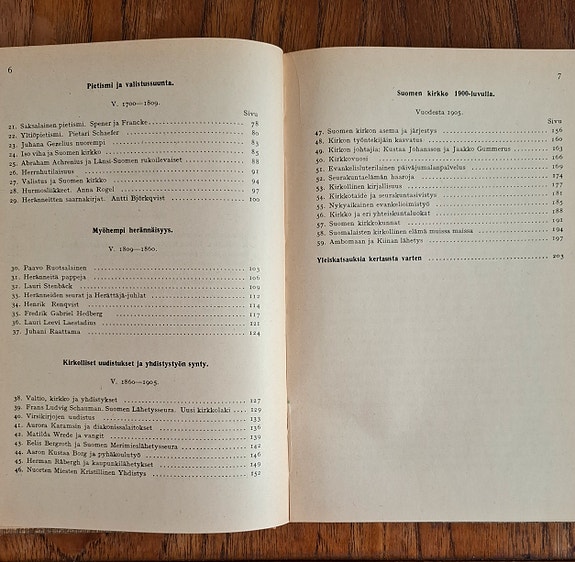 6
Pietismi ja valistussuunta.
V. 1700—1809.
Sivu
21. Saksalainen pietismi. Spener ja Francke 78
22. Yltiöpietismi. Pietari Schaefer 80
23. Juhana Gezelius nuorempi 83
24. Iso viha ja Suomen kirkko 85
25. Abraham Achrenius ja Länsi-Suomen rukoilevaiset 88
26. Herrnhutilaisuus 91
27. Valistus ja Suomen kirkko 94
28. Hurmosliikkeet. Anna Rogel 97
29. Heränneitten saarnakirjat. Antti Björkqvist 100
Myöhempi herännäisyys.
V. 1809—1860.
30. Paavo Ruotsalainen 103
31. Heränneitä pappeja 106
32. Lauri Stenbäck 109
33. Heränneiden seurat ja Herättäjä-juhlat 112
34. Henrik Renqvist 114
35. Fredrik Gabriel Hedberg 117
36. Lauri Leevi Laestadius 121
37. Juhani Raattama 124
Kirkolliset uudistukset ja yhdistystyön synty.
V. 1860—1905.
38. Valtio, kirkko ja yhdistykset 127
39. Frans Ludvig Schauman. Suomen Lähetysseura. Uusi kirkkolaki 129
40. Virsikirjojen uudistus 133
41. Aurora Karamsin ja diakonissalaitokset 136
42. Matilda Wrede ja vangit 139
43. Eelis Bergroth ja Suomen Merimieslähetysseura 142
44. Aaron Kustaa Borg ja pyhäkoulutyö 146
45. Herman Råbergh ja kaupunkilähetykset 149
46. Nuorten Miesten Kristillinen Yhdistys 152
7
Suomen kirkko 1900-luvulla.
Vuodesta 1905.
Sivu
47. Suomen kirkon asema ja järjestys 156
48. Kirkon työntekijäin kasvatus 160
49. Kirkon johtajia: Kustaa Johansson ja Jaakko Gummerus 163
50. Kirkkovuosi 166
51. Evankelisluterilainen päiväjumalanpalvelus 169
52. Seurakuntaelämän haaroja 173
53. Kirkollinen kirjallisuus 177
54. Kirkkotaide ja seurakuntasivistys 181
55. Nykyaikainen evankelioimistyö 185
56. Kirkko ja eri yhteiskuntaluokat 188
57. Suomen kirkkokunnat 191
58. Suomalaisten kirkollinen elämä muissa maissa 194
59. Ambomaan ja Kiinan lähetys 197
Yleiskatsauksia kertausta varten 203